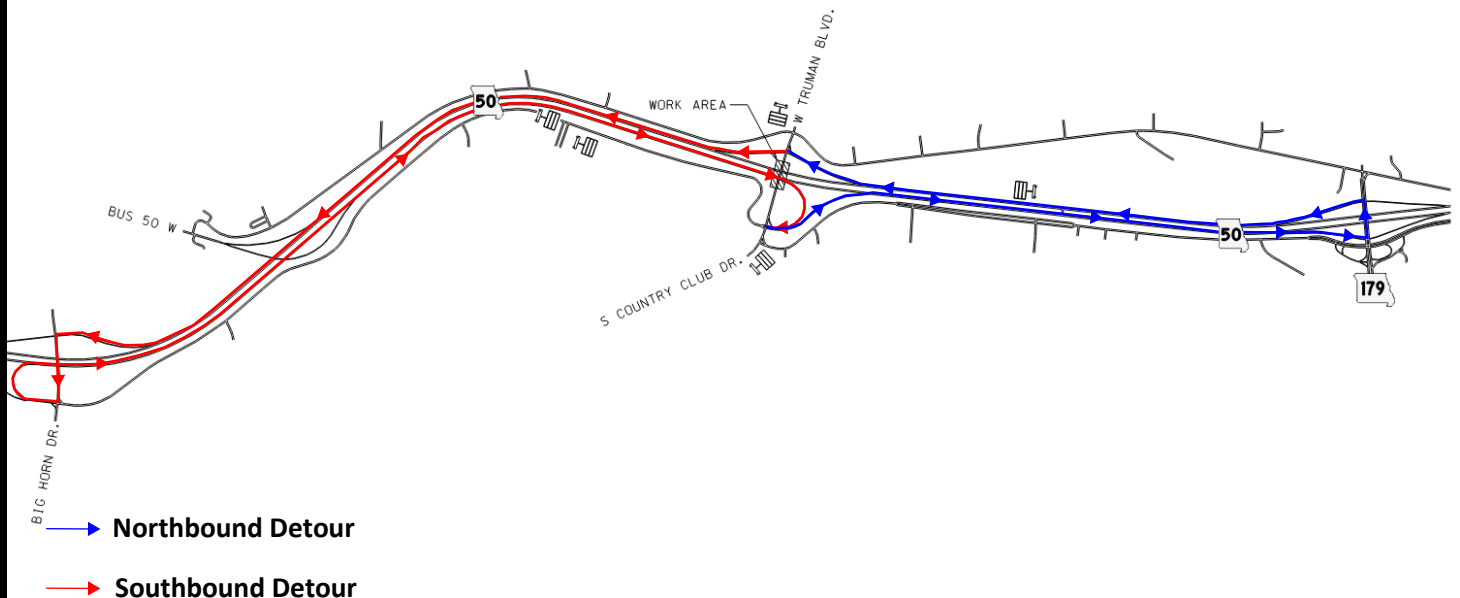 W TRUMAN BLVD.
50
WORK AREA
BUS 50 W
50
S COUNTRY CLUB DR.
179
BIG HORN DR.
Northbound Detour
Southbound Detour